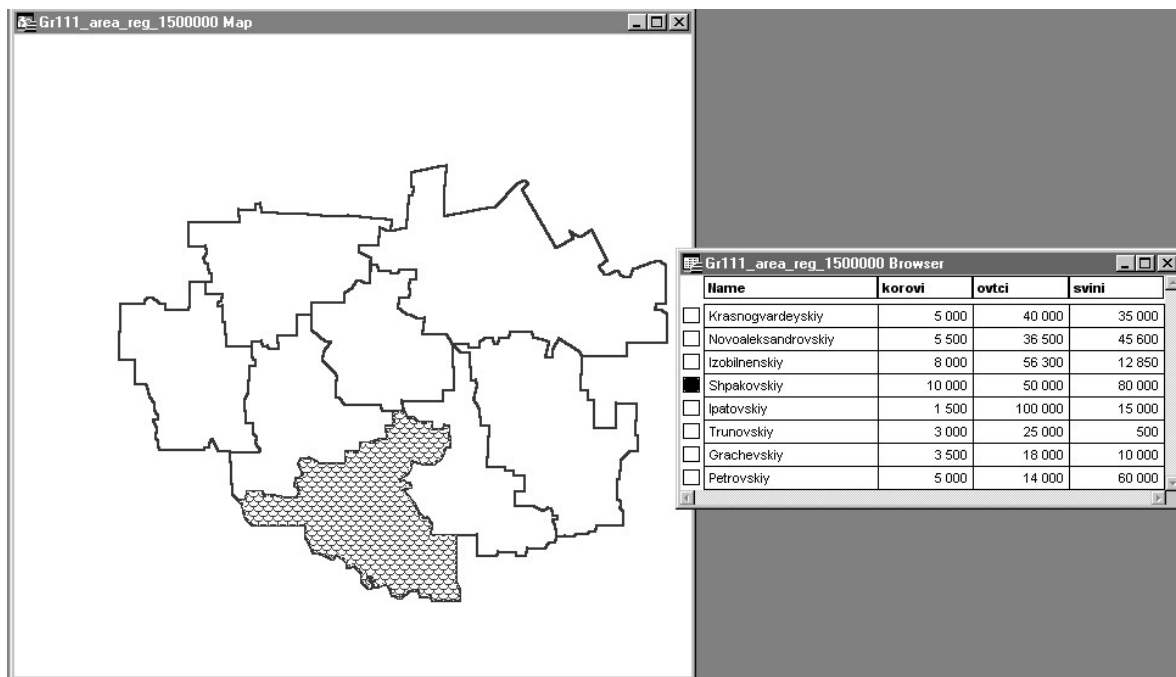 Gr111_area_reg_1500000 Map
Gr111_area_reg_1500000 Browser
Name korovi ovtci svini
Krasnogvardeyskiy 5 000 40 000 35 000
Novoaleksandrovskiy 5 500 36 500 45 600
Izobilnenskiy 8 000 56 300 12 850
Shpakovskiy 10 000 50 000 80 000
Ipatovskiy 1 500 100 000 15 000
Trunovskiy 3 000 25 000 500
Grachevskiy 3 500 18 000 10 000
Petrovskiy 5 000 14 000 60 000